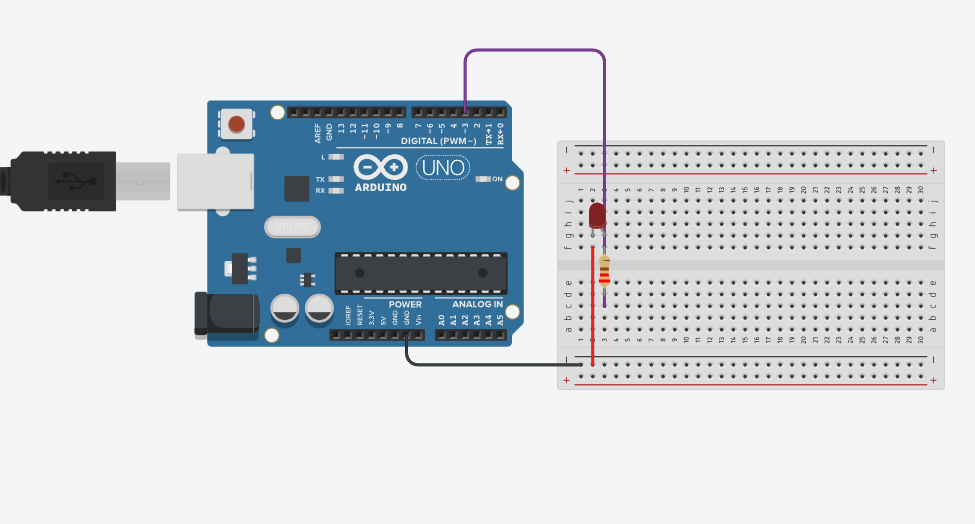 AREF
GND
13
12
~11
~10
~9
8
7
~6
~5
4
~3
2
TX→1
RX←0
DIGITAL (PWM~)
L
TX
RX
ARDUINO
UNO
ON
POWER
ANALOG IN
IOREF
RESET
3.3V
5V
GND
GND
Vin
A0
A1
A2
A3
A4
A5
− −
+ +
1 2 3 4 5 6 7 8 9 10 11 12 13 14 15 16 17 18 19 20 21 22 23 24 25 26 27 28 29 30
j j
i i
h h
g g
f f
e e
d d
c c
b b
a a
1 2 3 4 5 6 7 8 9 10 11 12 13 14 15 16 17 18 19 20 21 22 23 24 25 26 27 28 29 30
− −
+ +